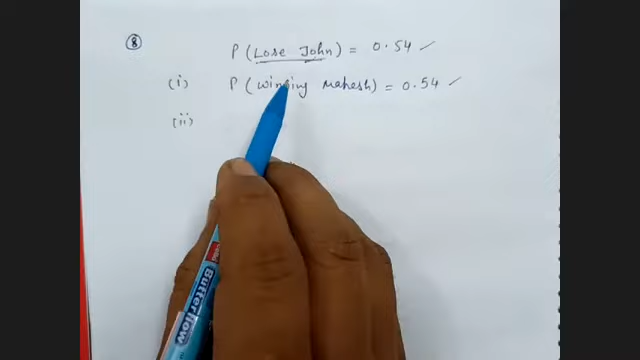 8
P (Lose John) = 0.54 ✓
(i) P (winning Mahesh) = 0.54 ✓
(ii)
Butterflow